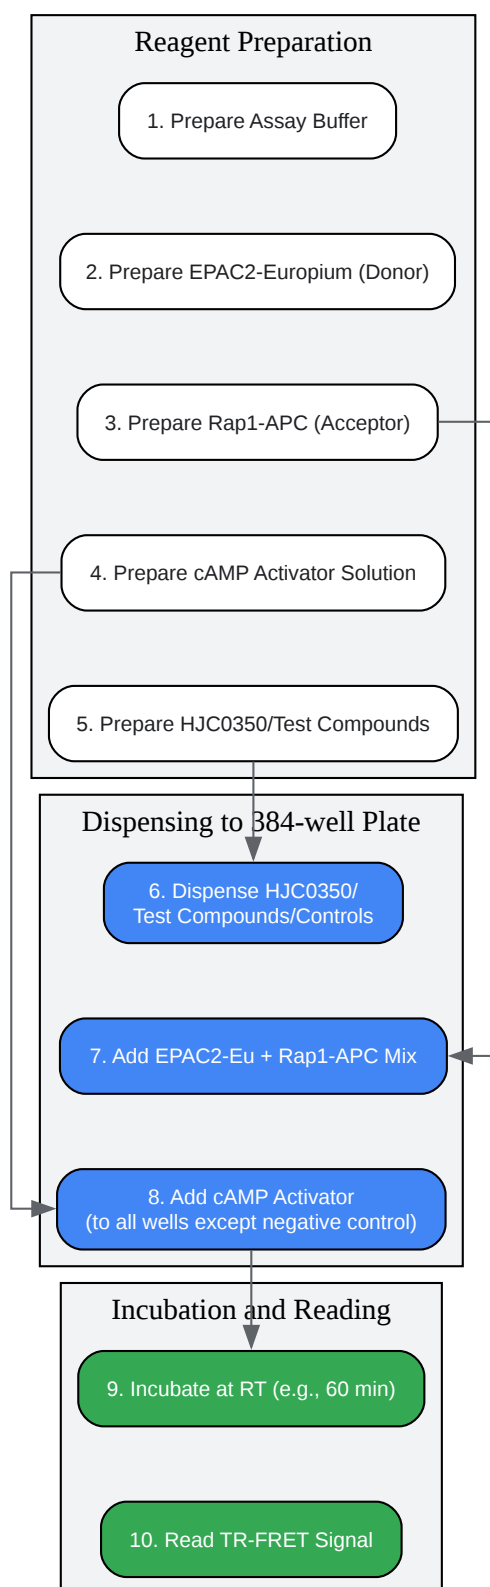 Reagent Preparation
1. Prepare Assay Buffer
2. Prepare EPAC2-Europium (Donor)
3. Prepare Rap1-APC (Acceptor)
4. Prepare cAMP Activator Solution
5. Prepare HJC0350/Test Compounds
Dispensing to 384-well Plate
6. Dispense HJC0350/
Test Compounds/Controls
7. Add EPAC2-Eu + Rap1-APC Mix
8. Add cAMP Activator
(to all wells except negative control)
Incubation and Reading
9. Incubate at RT (e.g., 60 min)
10. Read TR-FRET Signal